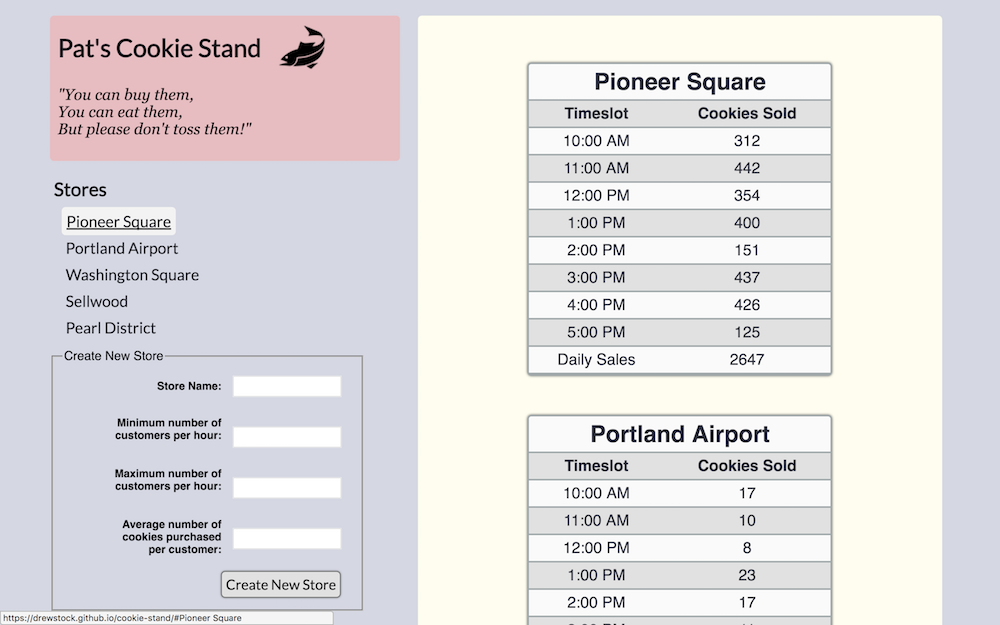 Pat's Cookie Stand
"You can buy them,
You can eat them,
But please don't toss them!"
Stores
Pioneer Square
Portland Airport
Washington Square
Sellwood
Pearl District
Create New Store
Store Name:
Minimum number of
customers per hour:
Maximum number of
customers per hour:
Average number of
cookies purchased
per customer:
Create New Store
https://drewstock.github.io/cookie-stand/#Pioneer Square
Pioneer Square
Timeslot Cookies Sold
10:00 AM 312
11:00 AM 442
12:00 PM 354
1:00 PM 400
2:00 PM 151
3:00 PM 437
4:00 PM 426
5:00 PM 125
Daily Sales 2647
Portland Airport
Timeslot Cookies Sold
10:00 AM 17
11:00 AM 10
12:00 PM 8
1:00 PM 23
2:00 PM 17